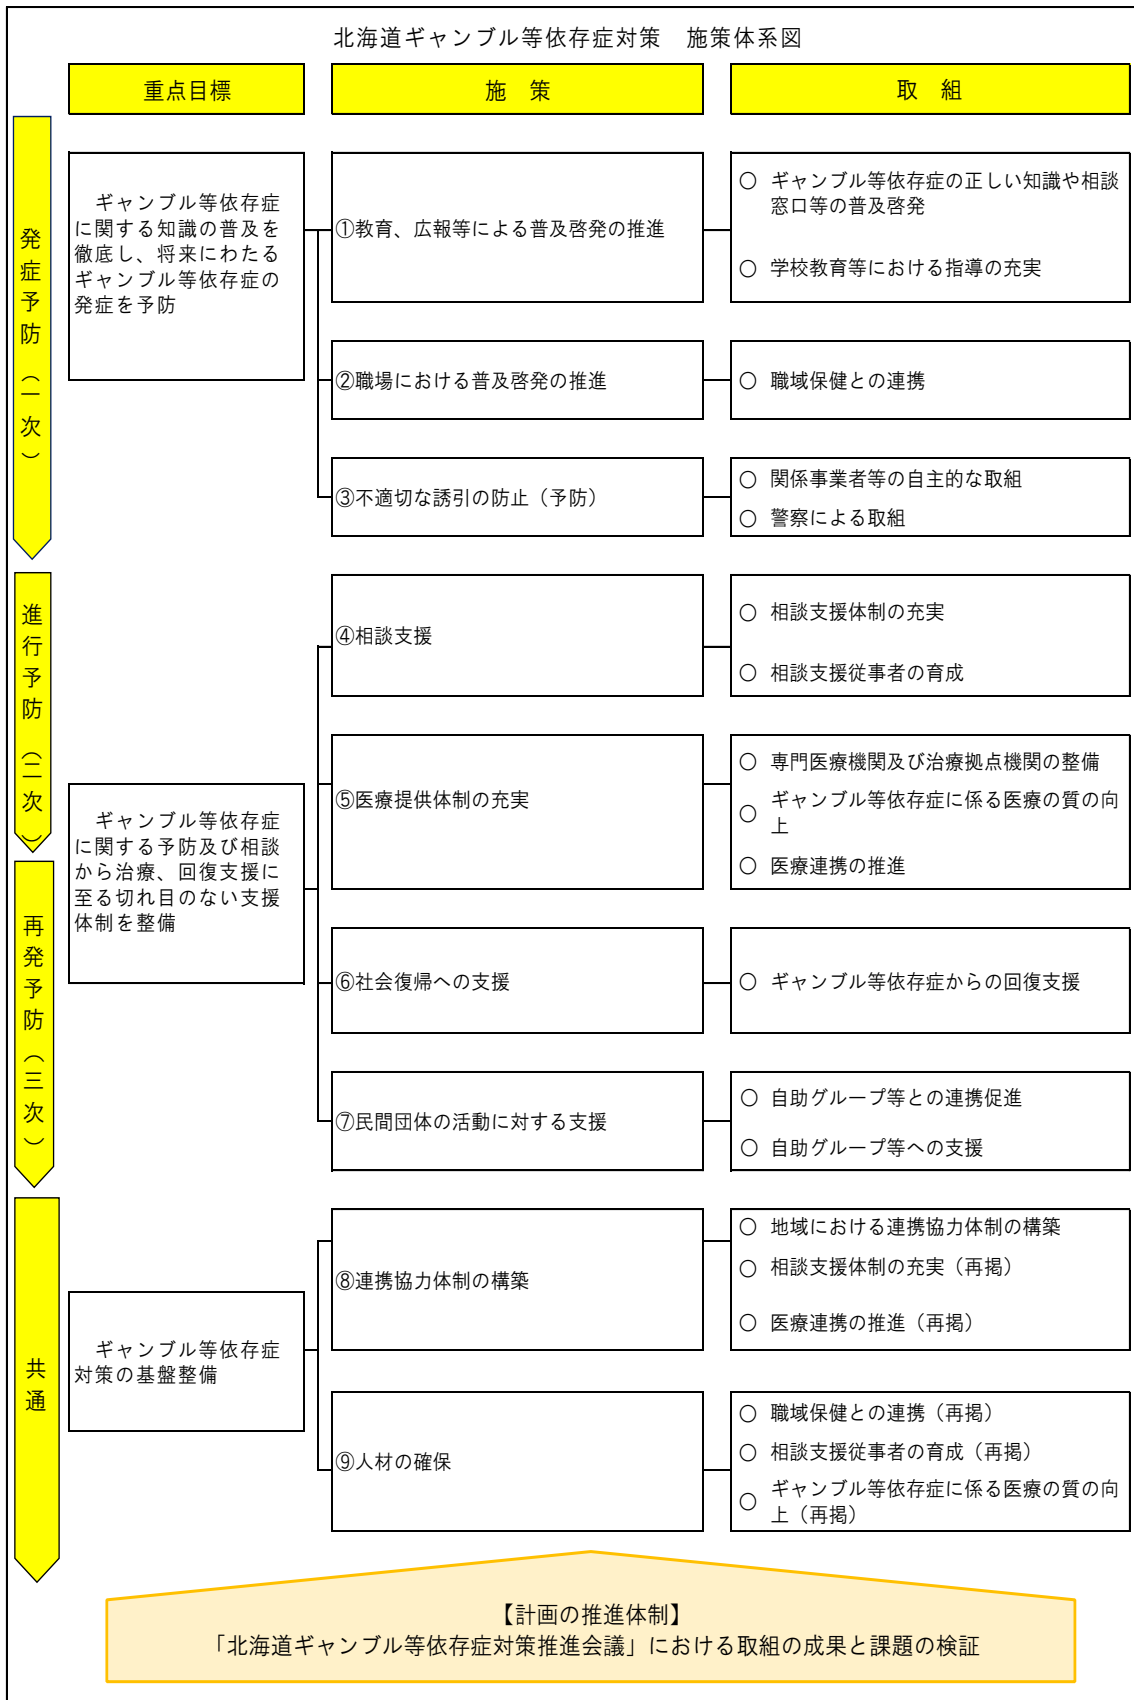 北海道ギャンブル等依存症対策　施策体系図
重点目標
施　策
取　組
発症予防（一次）
ギャンブル等依存症
に関する知識の普及を
徹底し、将来にわたる
ギャンブル等依存症の
発症を予防
①教育、広報等による普及啓発の推進
○ ギャンブル等依存症の正しい知識や相談
窓口等の普及啓発
○ 学校教育等における指導の充実
②職場における普及啓発の推進
○ 職域保健との連携
③不適切な誘引の防止（予防）
○ 関係事業者等の自主的な取組
○ 警察による取組
進行予防（二次）
再発予防（三次）
ギャンブル等依存症
に関する予防及び相談
から治療、回復支援に
至る切れ目のない支援
体制を整備
④相談支援
○ 相談支援体制の充実
○ 相談支援従事者の育成
⑤医療提供体制の充実
○ 専門医療機関及び治療拠点機関の整備
○ ギャンブル等依存症に係る医療の質の向
上
○ 医療連携の推進
⑥社会復帰への支援
○ ギャンブル等依存症からの回復支援
⑦民間団体の活動に対する支援
○ 自助グループ等との連携促進
○ 自助グループ等への支援
共通
ギャンブル等依存症
対策の基盤整備
⑧連携協力体制の構築
○ 地域における連携協力体制の構築
○ 相談支援体制の充実（再掲）
○ 医療連携の推進（再掲）
⑨人材の確保
○ 職域保健との連携（再掲）
○ 相談支援従事者の育成（再掲）
○ ギャンブル等依存症に係る医療の質の向
上（再掲）
【計画の推進体制】
「北海道ギャンブル等依存症対策推進会議」における取組の成果と課題の検証